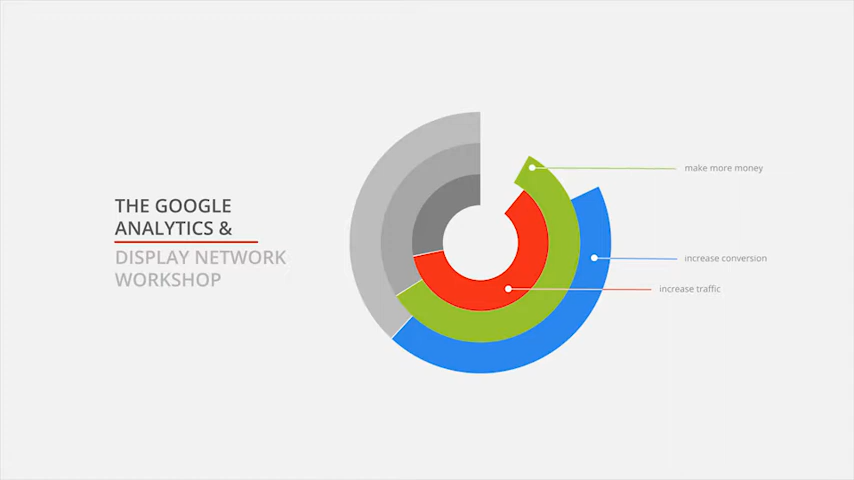 THE GOOGLE
ANALYTICS &
DISPLAY NETWORK
WORKSHOP
make more money
increase conversion
increase traffic